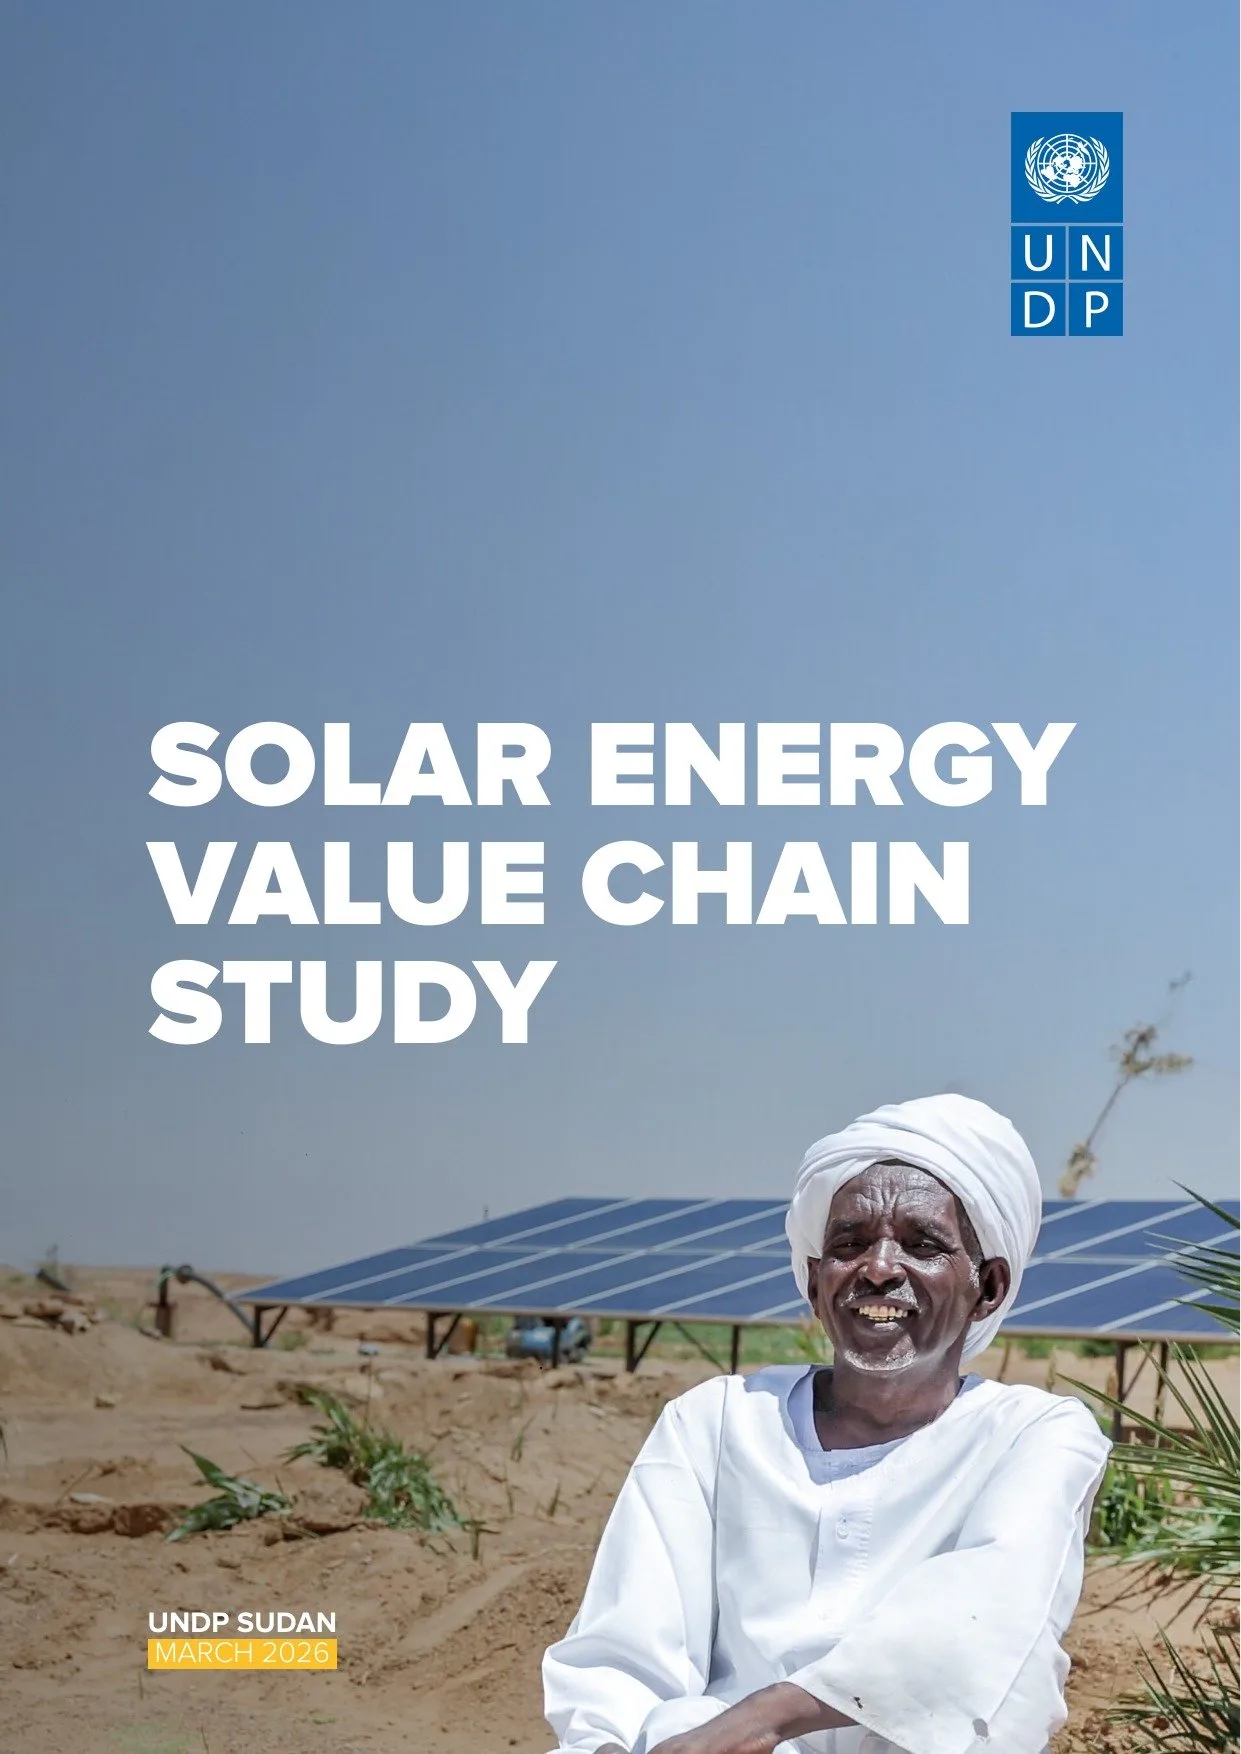 U N
D P
SOLAR ENERGY
VALUE CHAIN
STUDY
UNDP SUDAN
MARCH 2026